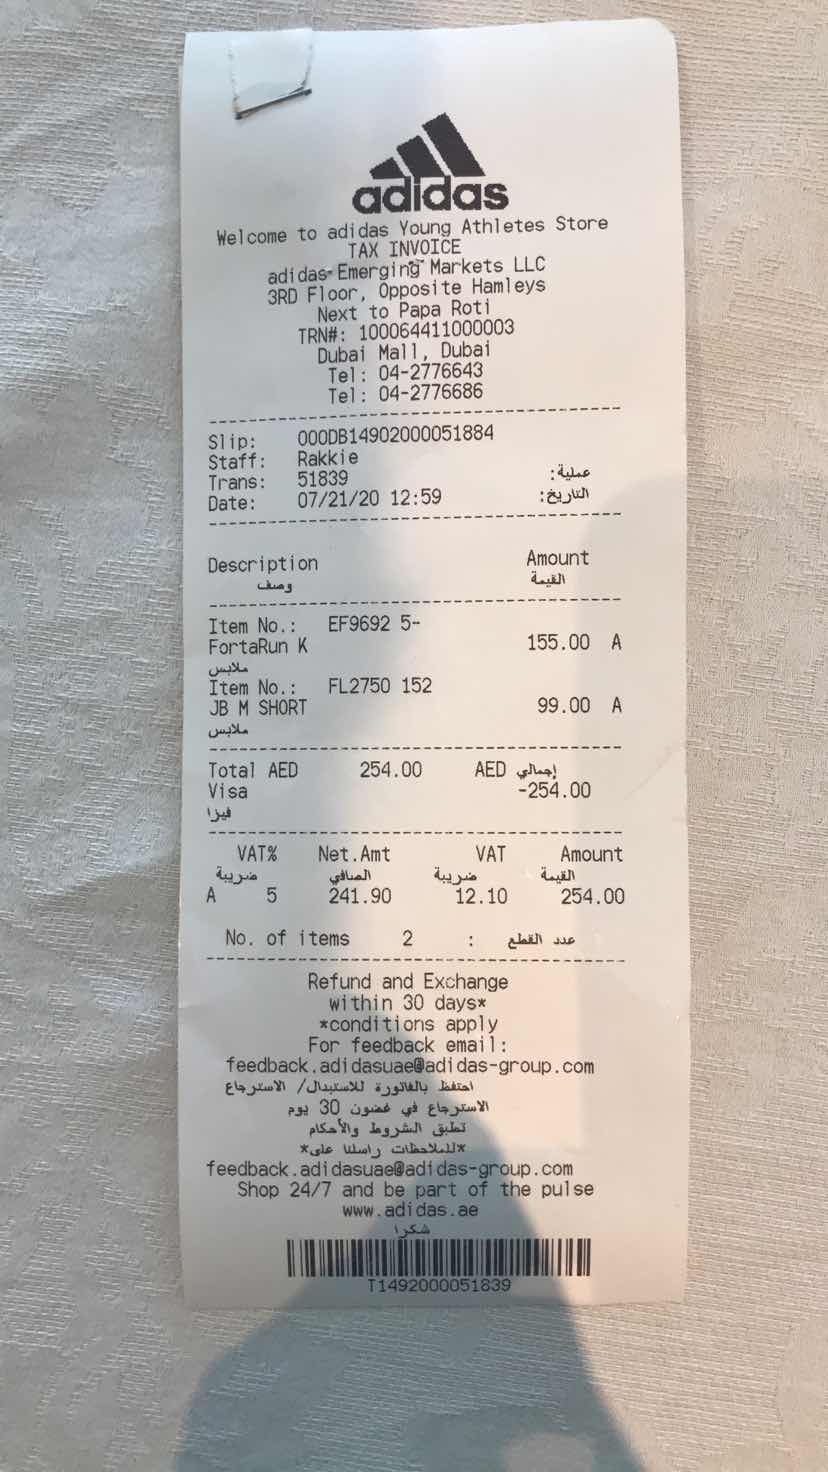 adidas
Welcome to adidas Young Athletes Store
TAX INVOICE
adidas Emerging Markets LLC
3RD Floor, Opposite Hamleys
Next to Papa Roti
TRN#: 100064411000003
Dubai Mall, Dubai
Tel: 04-2776643
Tel: 04-2776686
Slip: 000DB14902000051884
Staff: Rakkie
Trans: 51839 عملية:
Date: 07/21/20 12:59 التاريخ:
Description Amount
وصف القيمة
Item No.: EF9692 5-
FortaRun K 155.00 A
ملابس
Item No.: FL2750 152
JB M SHORT 99.00 A
ملابس
Total AED 254.00 AED إجمالي
Visa -254.00
فيزا
VAT% Net.Amt VAT Amount
ضريبة الصافي ضريبة القيمة
A 5 241.90 12.10 254.00
No. of items 2 : عدد القطع
Refund and Exchange
within 30 days*
*conditions apply
For feedback email:
feedback.adidasuae@adidas-group.com
احتفظ بالفاتورة للاستبدال/ الاسترجاع
الاسترجاع في غضون 30 يوم
تطبق الشروط والأحكام
*للملاحظات راسلنا على*
feedback.adidasuae@adidas-group.com
Shop 24/7 and be part of the pulse
www.adidas.ae
شكرا
T1492000051839